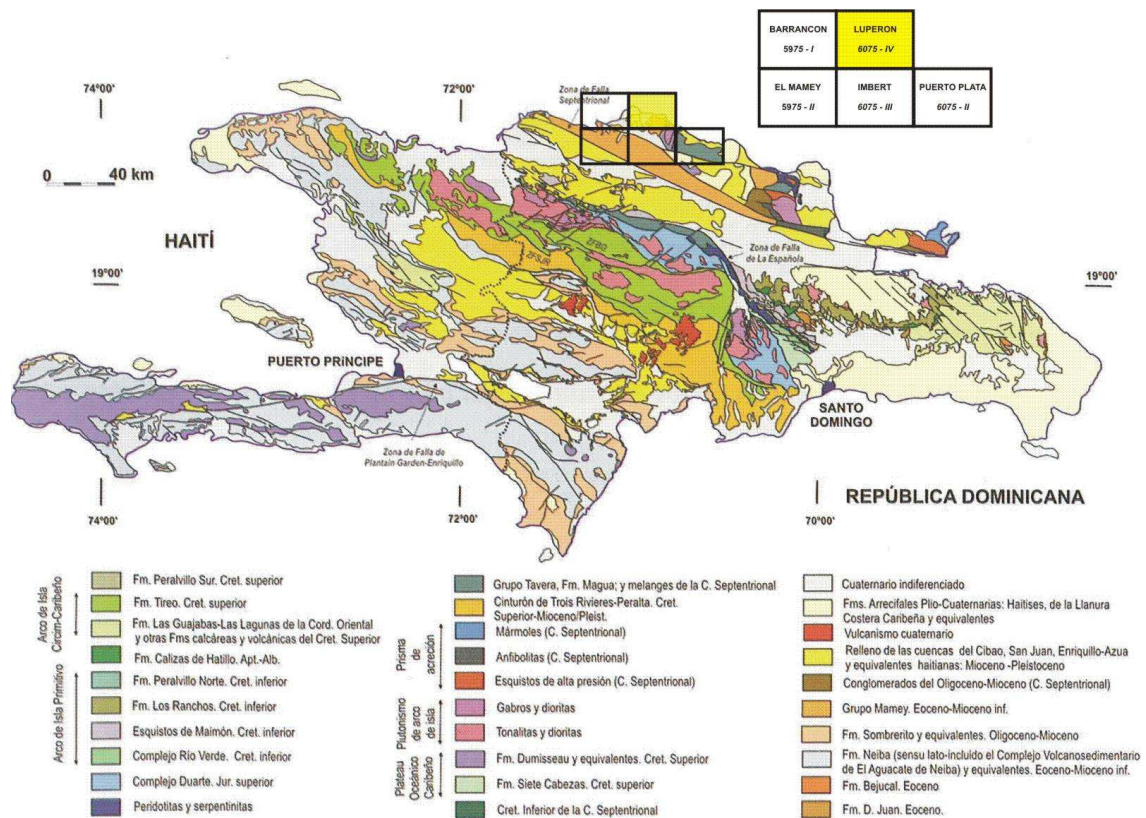 BARRANCON
5975 - I
LUPERON
6075 - IV
EL MAMEY
5975 - II
IMBERT
6075 - III
PUERTO PLATA
6075 - II
74°00'
72°00'
Zona de Falla
Septentrional
0 40 km
HAITÍ
ZFBG
ZFSJR
Zona de Falla
de La Española
19°00'
19°00'
PUERTO PRíNCIPE
SANTO
DOMINGO
Zona de Falla de
Plantain Garden-Enriquillo
REPÚBLICA DOMINICANA
74°00'
72°00'
70°00'
Arco de Isla
Circim-Caribeño
Fm. Peralvillo Sur. Cret. superior
Fm. Tireo. Cret. superior
Fm. Las Guajabas-Las Lagunas de la Cord. Oriental
y otras Fms calcáreas y volcánicas del Cret. Superior
Fm. Calizas de Hatillo. Apt.-Alb.
Arco de Isla Primitivo
Fm. Peralvillo Norte. Cret. inferior
Fm. Los Ranchos. Cret. inferior
Esquistos de Maimón. Cret. inferior
Complejo Río Verde. Cret. inferior
Complejo Duarte. Jur. superior
Peridotitas y serpentinitas
Grupo Tavera, Fm. Magua; y melanges de la C. Septentrional
Cinturón de Trois Rivieres-Peralta. Cret.
Superior-Mioceno/Pleist.
Prisma
de
acreción
Mármoles (C. Septentrional)
Anfibolitas (C. Septentrional)
Esquistos de alta presión (C. Septentrional)
Plutonismo
de arco
de isla
Gabros y dioritas
Tonalitas y dioritas
Plateau
Oceánico
Caribeño
Fm. Dumisseau y equivalentes. Cret. Superior
Fm. Siete Cabezas. Cret. superior
Cret. Inferior de la C. Septentrional
Cuaternario indiferenciado
Fms. Arrecifales Plio-Cuaternarias: Haitises, de la Llanura
Costera Caribeña y equivalentes
Vulcanismo cuaternario
Relleno de las cuencas del Cibao, San Juan, Enriquillo-Azua
y equivalentes haitianas: Mioceno -Pleistoceno
Conglomerados del Oligoceno-Mioceno (C. Septentrional)
Grupo Mamey. Eoceno-Mioceno inf.
Fm. Sombrerito y equivalentes. Oligoceno-Mioceno
Fm. Neiba (sensu lato-incluido el Complejo Volcanosedimentario
de El Aguacate de Neiba) y equivalentes. Eoceno-Mioceno inf.
Fm. Bejucal. Eoceno
Fm. D. Juan. Eoceno.